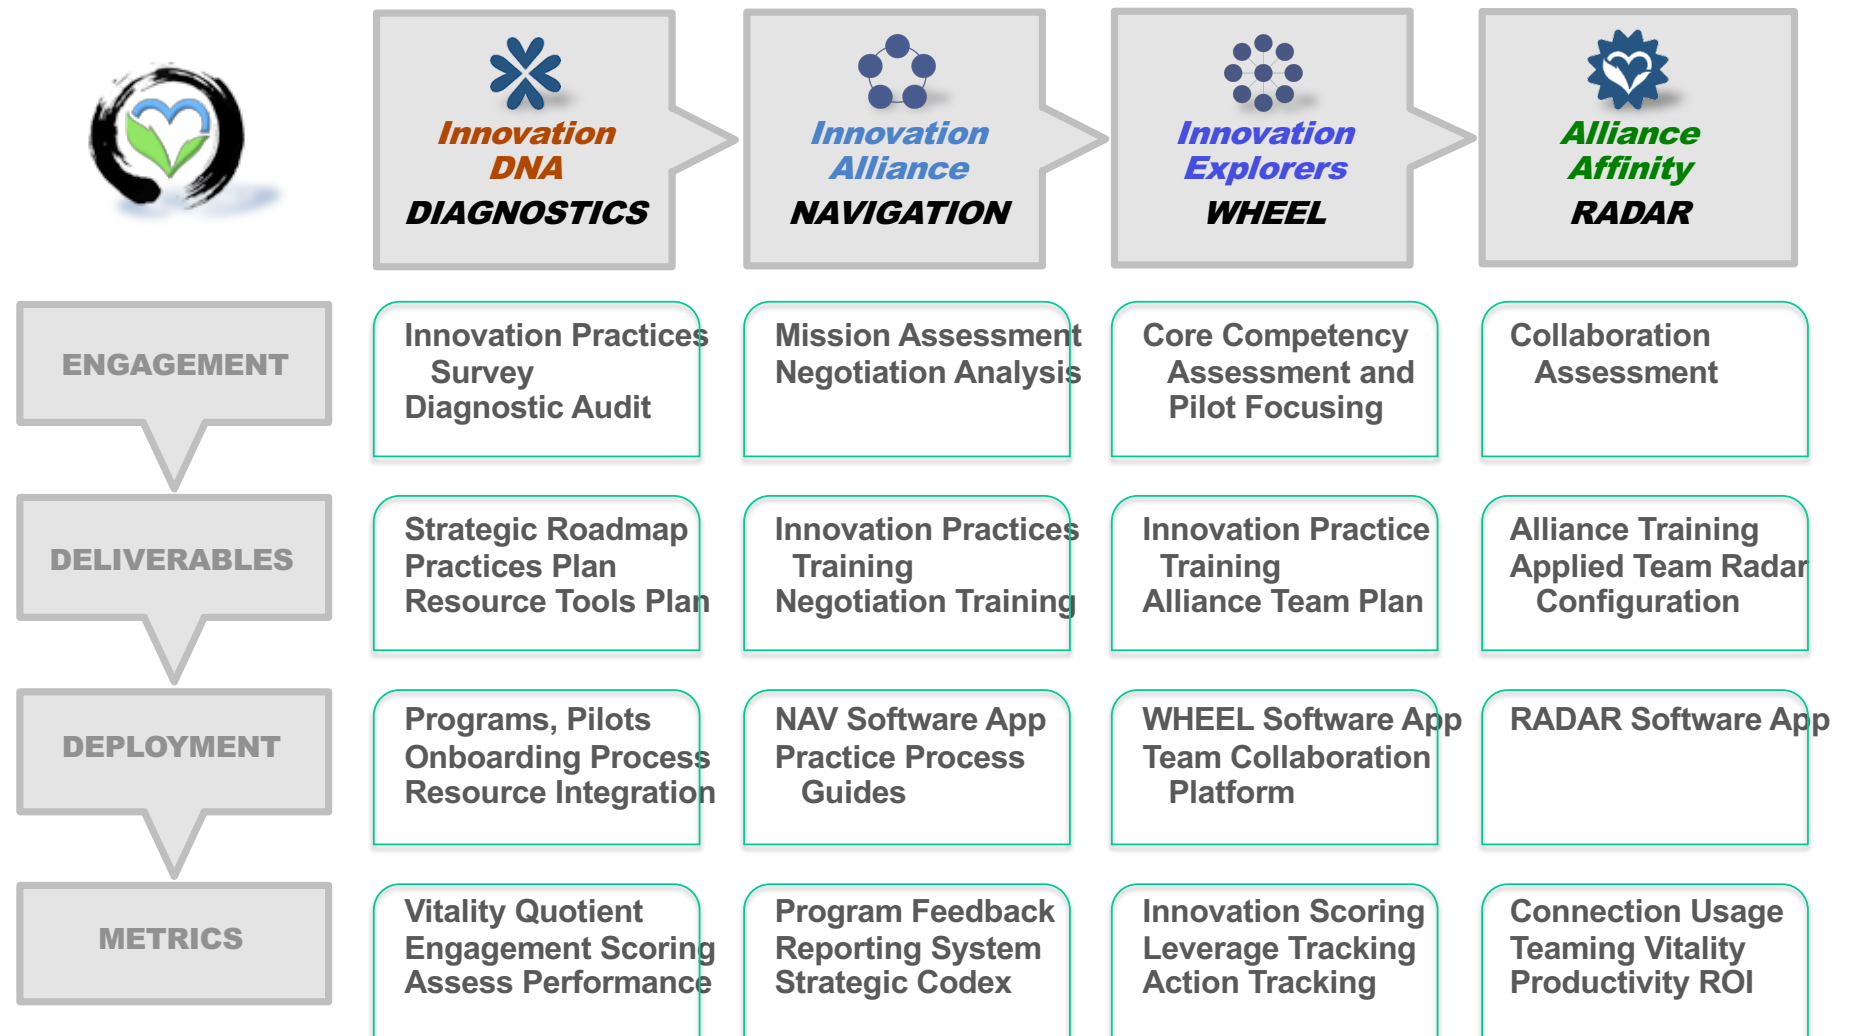 Innovation
DNA
DIAGNOSTICS
Innovation
Alliance
NAVIGATION
Innovation
Explorers
WHEEL
Alliance
Affinity
RADAR
ENGAGEMENT
Innovation Practices
Survey
Diagnostic Audit
Mission Assessment
Negotiation Analysis
Core Competency
Assessment and
Pilot Focusing
Collaboration
Assessment
DELIVERABLES
Strategic Roadmap
Practices Plan
Resource Tools Plan
Innovation Practices
Training
Negotiation Training
Innovation Practice
Training
Alliance Team Plan
Alliance Training
Applied Team Radar
Configuration
DEPLOYMENT
Programs, Pilots
Onboarding Process
Resource Integration
NAV Software App
Practice Process
Guides
WHEEL Software App
Team Collaboration
Platform
RADAR Software App
METRICS
Vitality Quotient
Engagement Scoring
Assess Performance
Program Feedback
Reporting System
Strategic Codex
Innovation Scoring
Leverage Tracking
Action Tracking
Connection Usage
Teaming Vitality
Productivity ROI